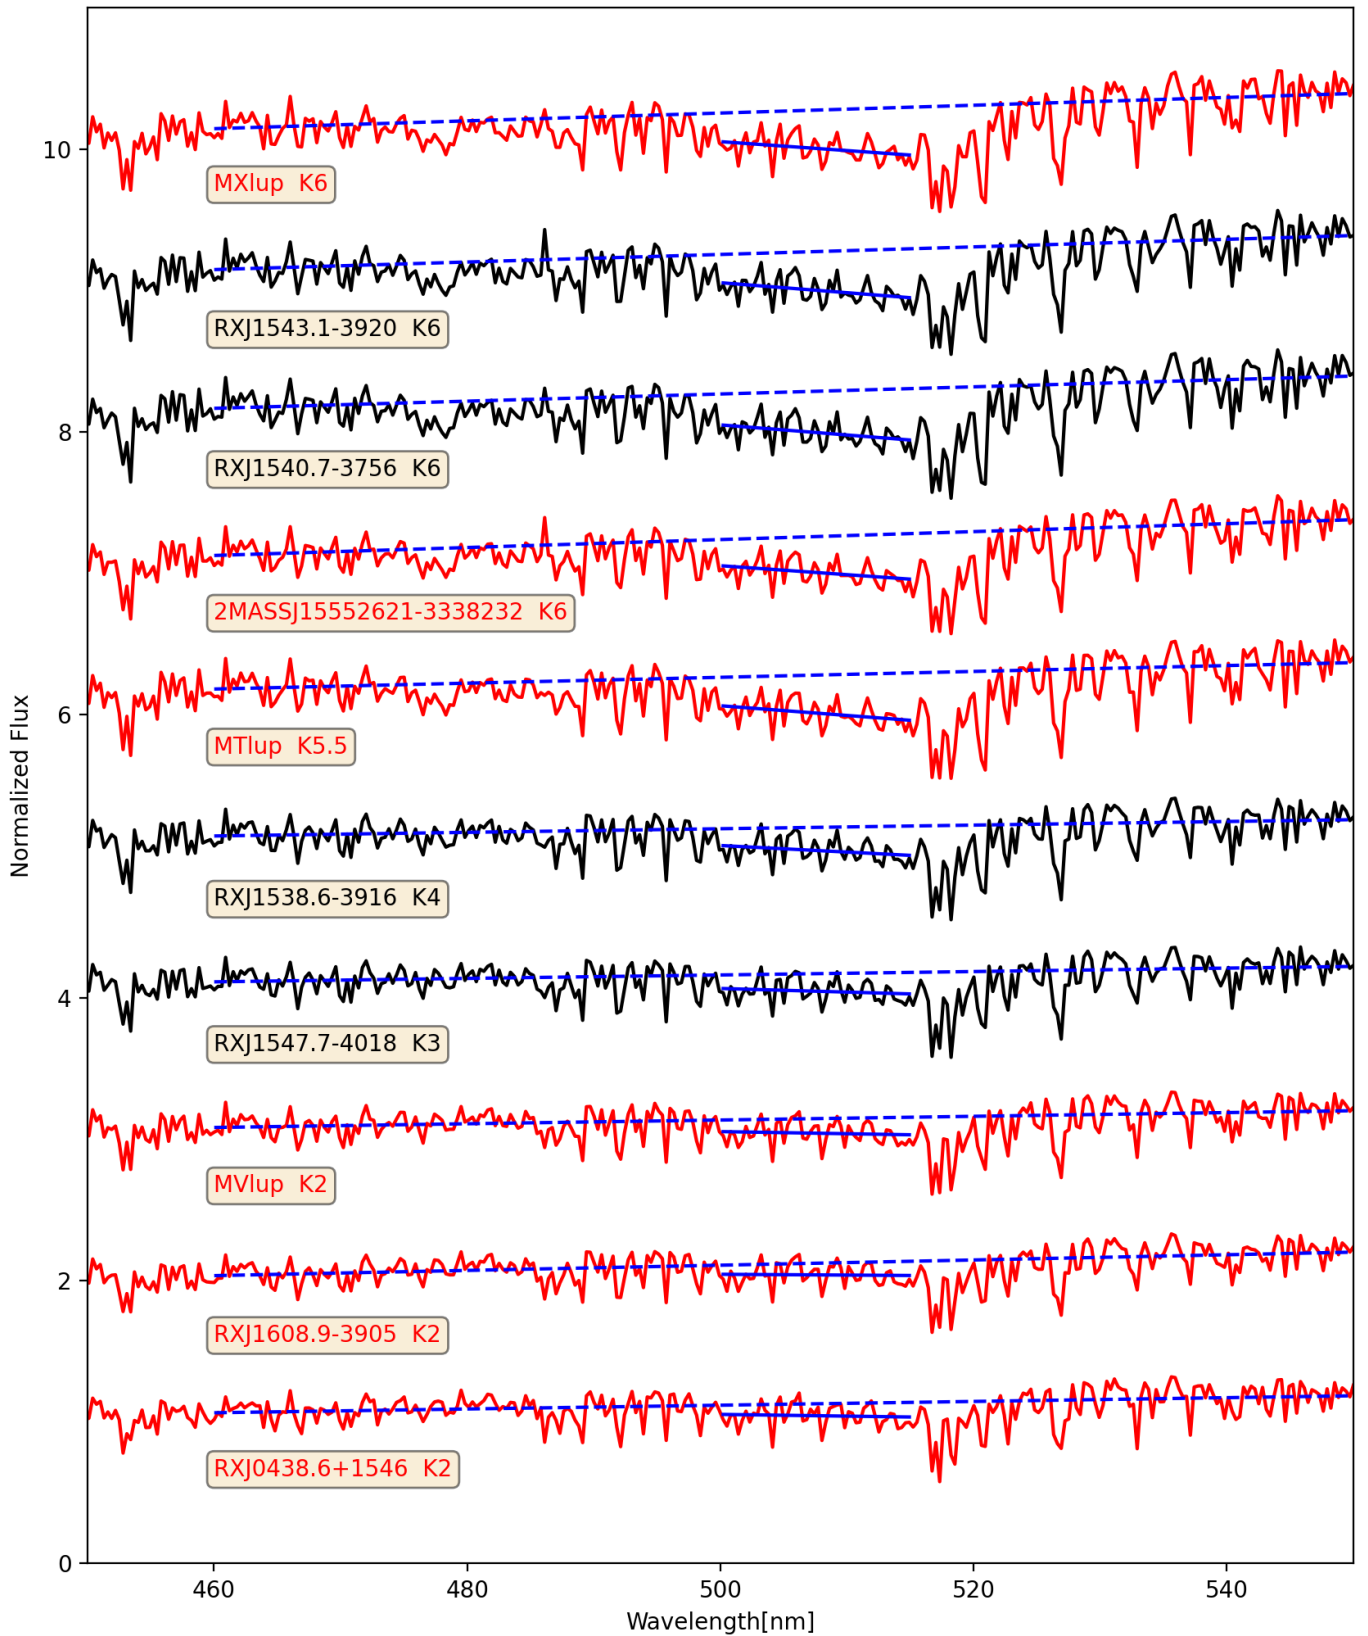 10
MXlup K6
RXJ1543.1-3920 K6
8
RXJ1540.7-3756 K6
2MASSJ15552621-3338232 K6
6
MTlup K5.5
Normalized Flux
RXJ1538.6-3916 K4
4
RXJ1547.7-4018 K3
MVlup K2
2
RXJ1608.9-3905 K2
RXJ0438.6+1546 K2
0
460 480 500 520 540
Wavelength[nm]